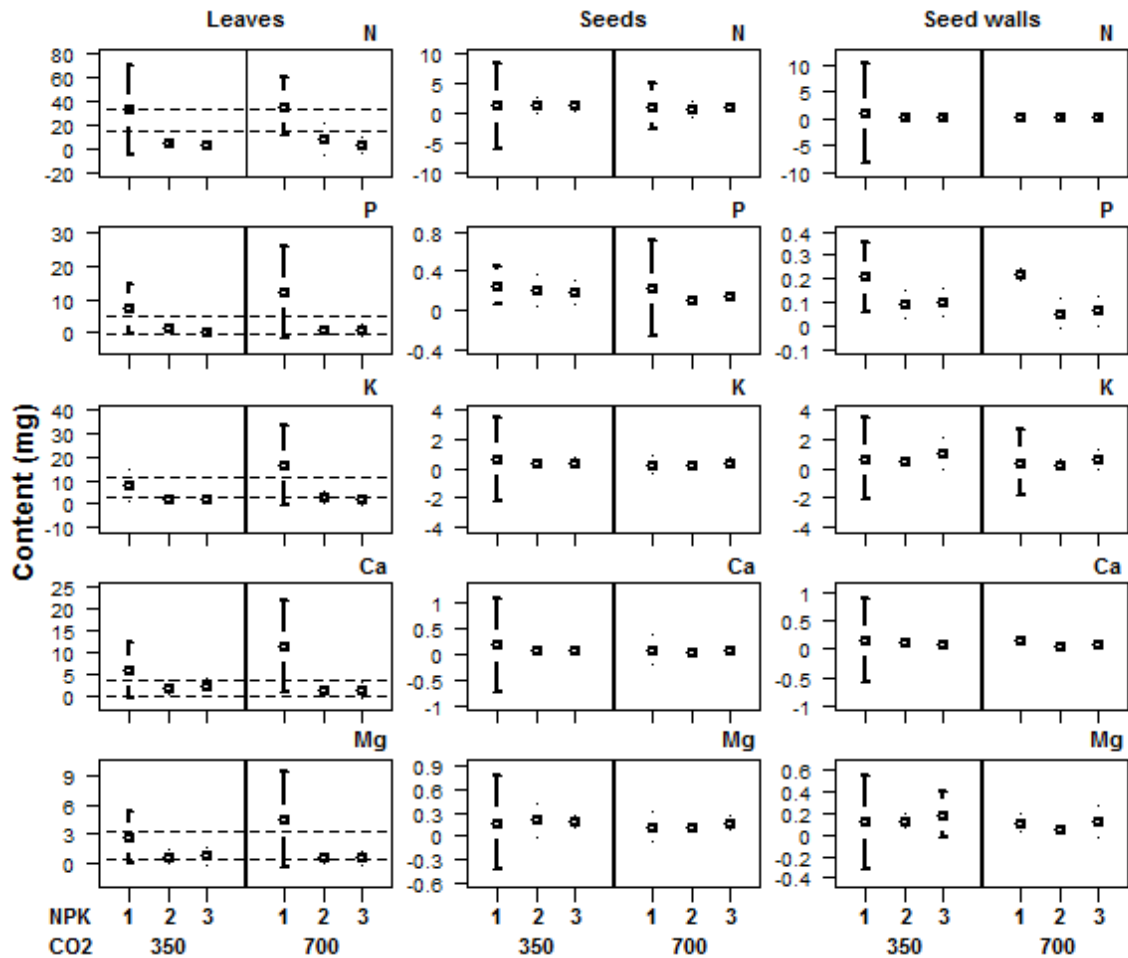 Leaves Seeds Seed walls
N N N
80 10 10
60 5 5
40 0 0
20 -5 -5
0 -10 -10
-20
P P P
30 0.8 0.4
20 0.4 0.3
10 0 0.2
0 -0.4 0.1
0
-0.1
K K K
40 4 4
30 2 2
20 0 0
10 -2 -2
0 -4 -4
-10
Content (mg)
Ca Ca Ca
25 1 1
20 0.5 0.5
15 0 0
10 -0.5 -0.5
5 -1 -1
0
Mg Mg Mg
9 0.9 0.6
6 0.6 0.4
3 0.3 0.2
0 0 0
-0.3 -0.2
-0.6 -0.4
NPK 1 2 3 1 2 3 1 2 3 1 2 3 1 2 3 1 2 3
CO2 350 700 350 700 350 700